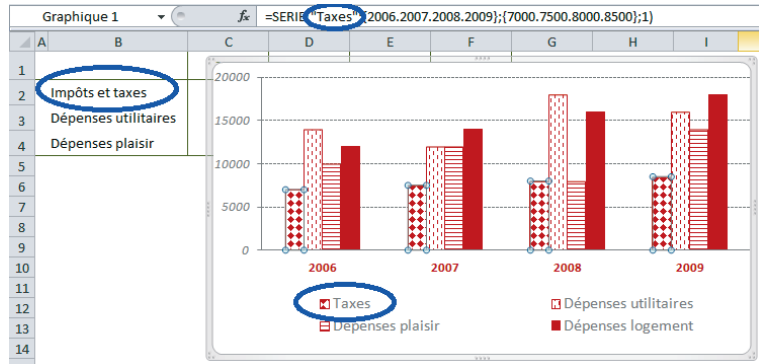 Graphique 1 fx =SERIE("Taxes";{2006.2007.2008.2009};{7000.7500.8000.8500};1)
A B C D E F G H I
1
2 Impôts et taxes
3 Dépenses utilitaires
4 Dépenses plaisir
5
6
7
8
9
10
11
12
13
14
20000
15000
10000
5000
0
2006 2007 2008 2009
Taxes Dépenses utilitaires
Dépenses plaisir Dépenses logement